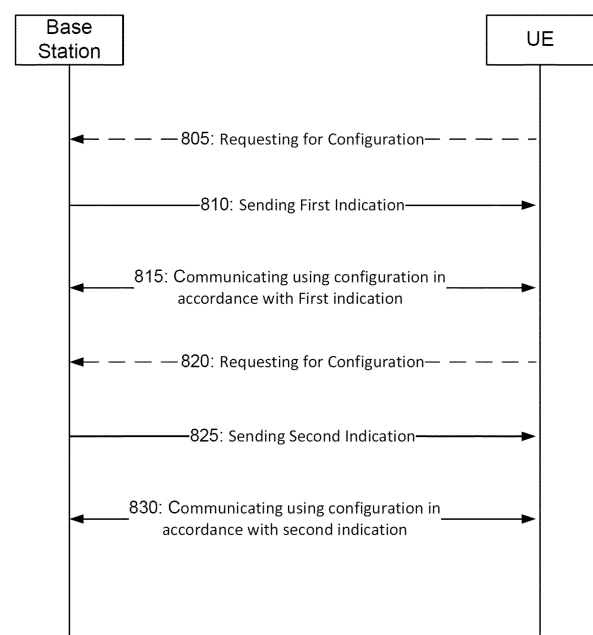 Base
Station
UE
805: Requesting for Configuration
810: Sending First Indication
815: Communicating using configuration in
accordance with First indication
820: Requesting for Configuration
825: Sending Second Indication
830: Communicating using configuration in
accordance with second indication